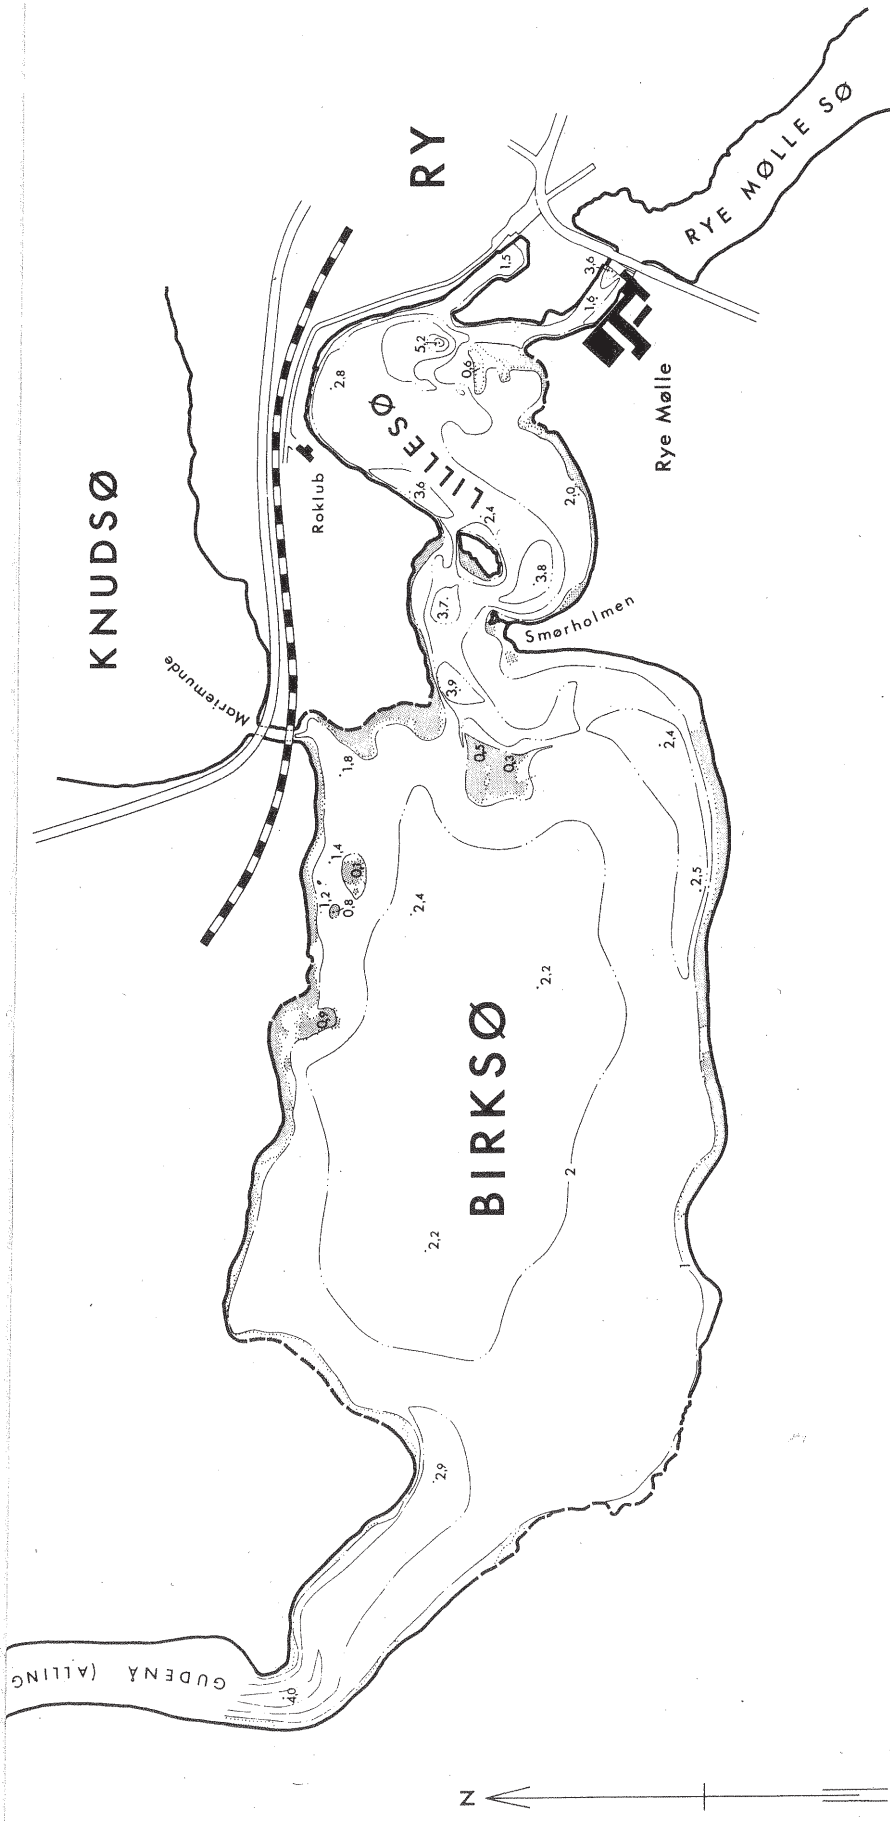 KNUDSØ
RY
RYE MØLLE SØ
Mariemunde
Roklub
LILLESØ
Rye Mølle
Smørholmen
BIRKSØ
GUDENÅ (ALLING
N
1,5
3,6
1,6
5,2
0,6
2,8
3,6
2,4
2,0
3,8
3,7
3,9
0,5
0,3
2,4
2,5
1,8
1,4
0,1
1,2
0,8
2,4
2,2
0,9
2
2,2
1
2,9
4,0